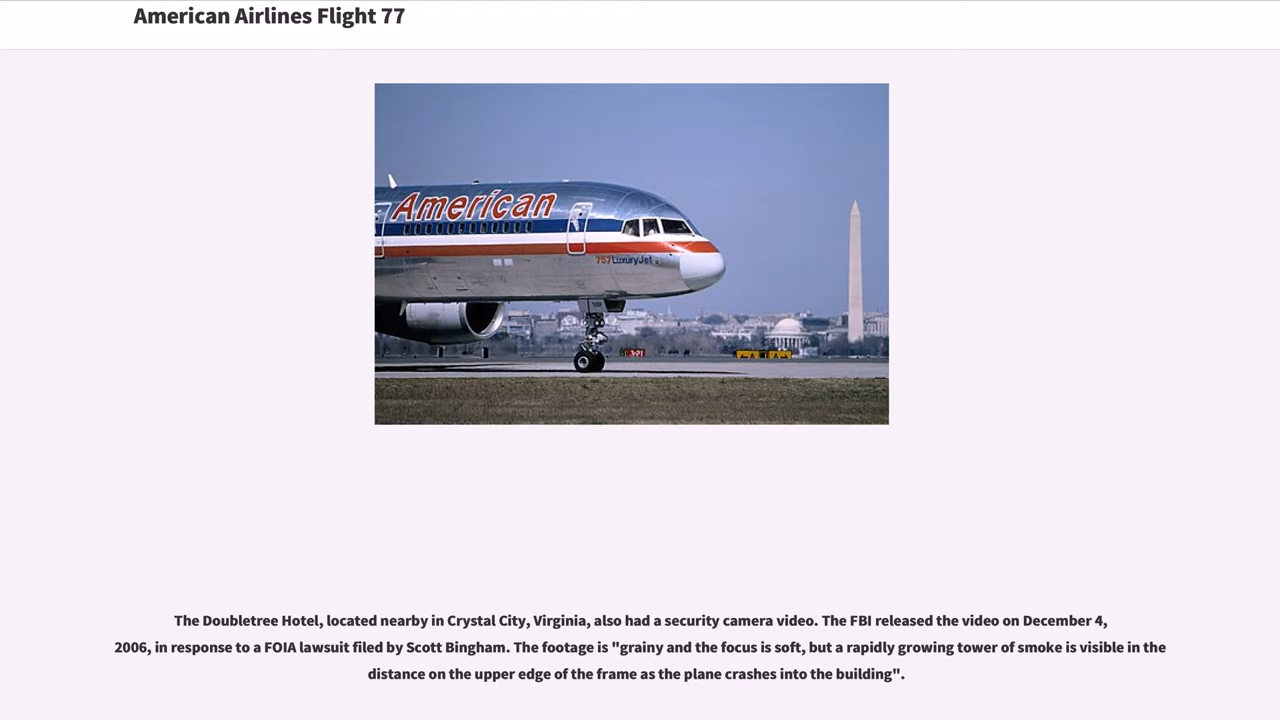 American Airlines Flight 77
American
757 LuxuryJet
3-21
The Doubletree Hotel, located nearby in Crystal City, Virginia, also had a security camera video. The FBI released the video on December 4,
2006, in response to a FOIA lawsuit filed by Scott Bingham. The footage is "grainy and the focus is soft, but a rapidly growing tower of smoke is visible in the
distance on the upper edge of the frame as the plane crashes into the building".